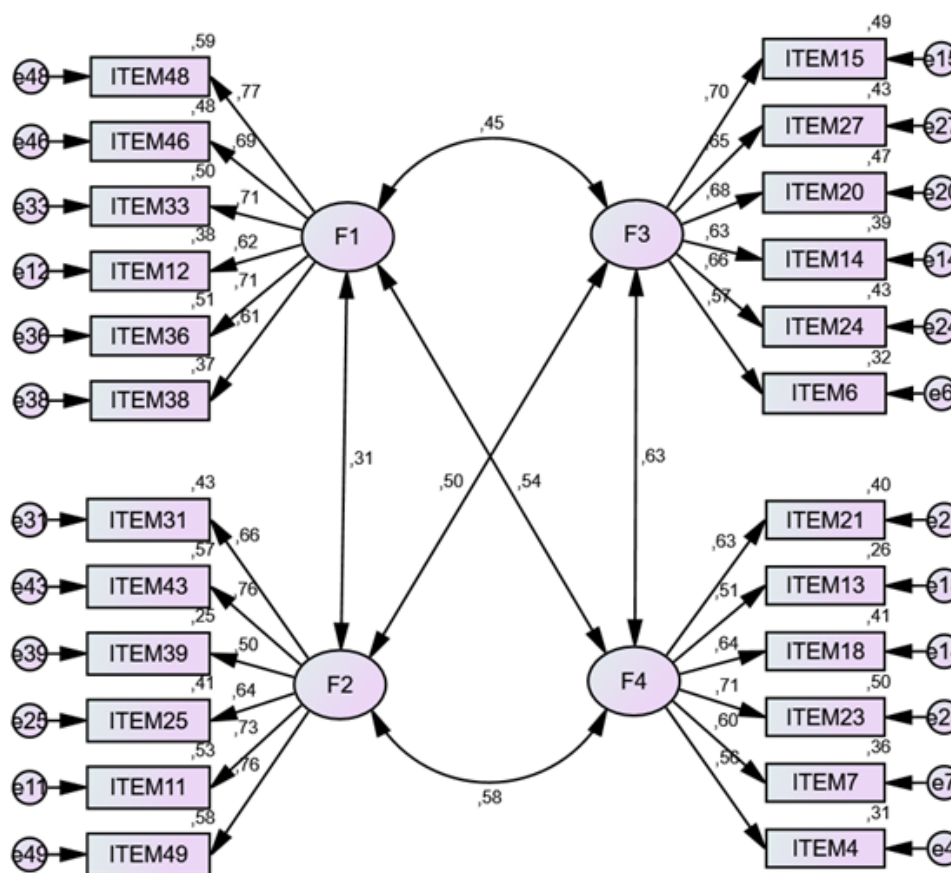 ,59
e48 ITEM48
,77
,48
e46 ITEM46
,69
,50
e33 ITEM33
,71
,38
e12 ITEM12
,62
,51
e36 ITEM36
,71
,37
e38 ITEM38
,61
F1
,45
F3
,49
ITEM15
,70
,43
ITEM27
,65
,47
ITEM20
,68
,39
ITEM14 e14
,63
,43
ITEM24 e24
,66
,32
ITEM6 e6
,57
,31
,50
,54
,63
,43
e31 ITEM31
,66
,57
e43 ITEM43
,76
,25
e39 ITEM39
,50
,41
e25 ITEM25
,64
,53
e11 ITEM11
,73
,58
e49 ITEM49
,76
F2
,58
F4
,40
ITEM21
,63
,26
ITEM13
,51
,41
ITEM18
,64
,50
ITEM23
,71
,36
ITEM7 e7
,60
,31
ITEM4 e4
,56